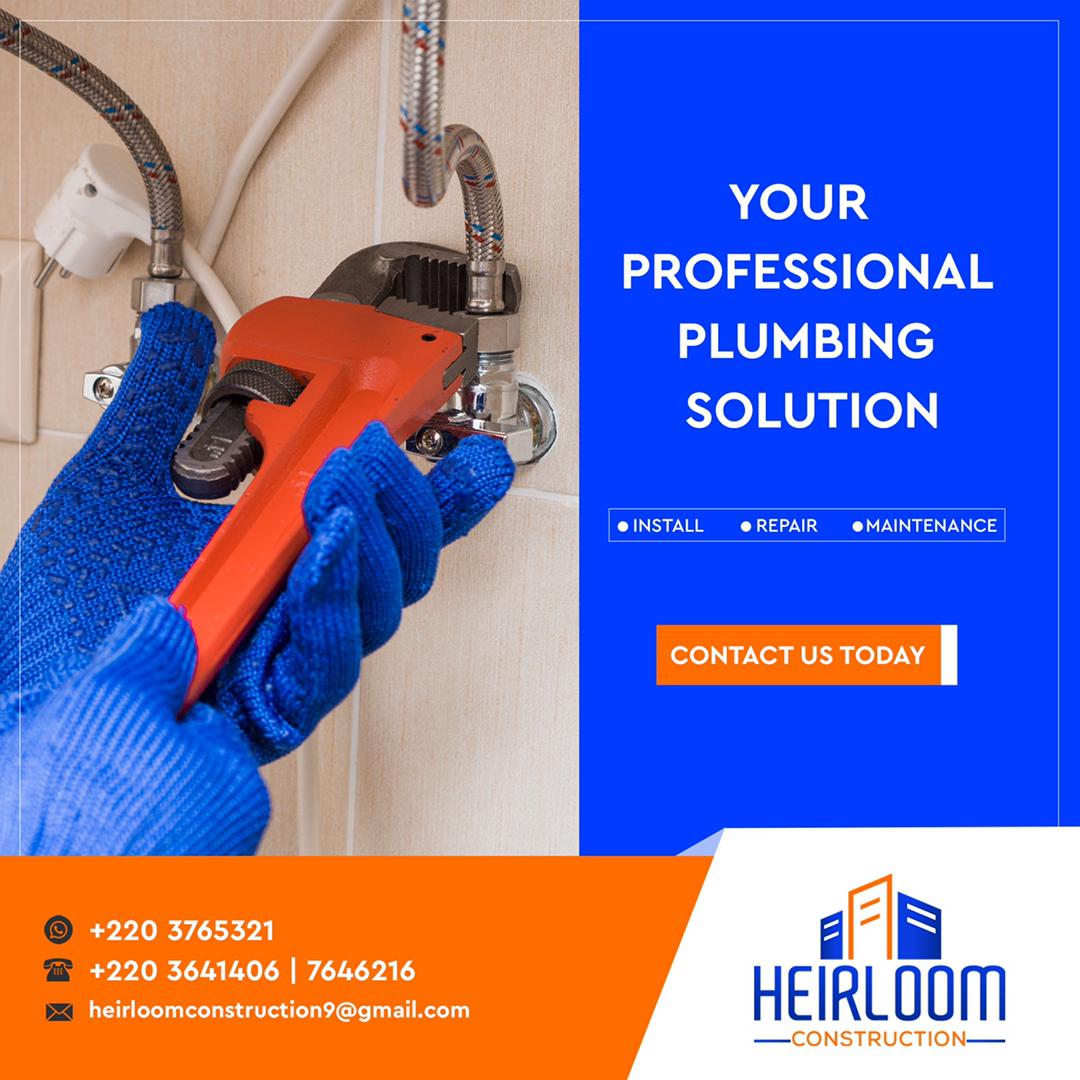 YOUR
PROFESSIONAL
PLUMBING
SOLUTION
● INSTALL ● REPAIR ● MAINTENANCE
CONTACT US TODAY
+220 3765321
+220 3641406 | 7646216
heirloomconstruction9@gmail.com
HEIRLOOM
CONSTRUCTION